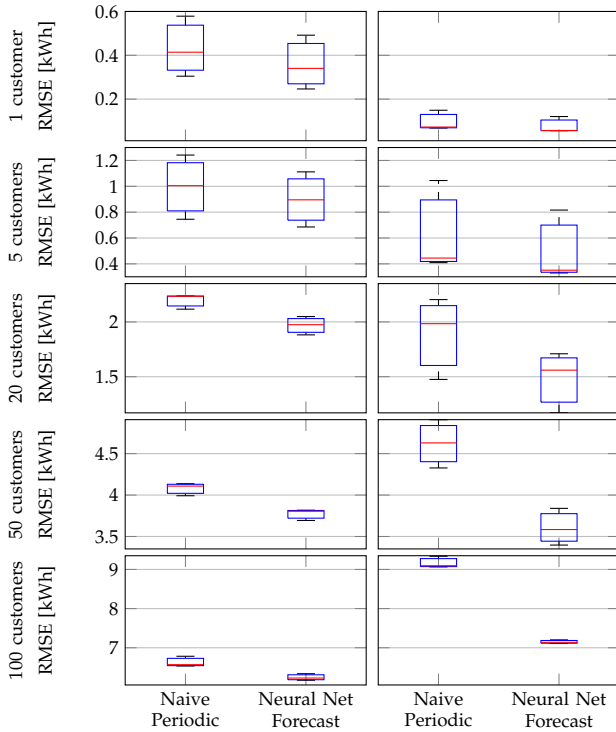 1 customer
RMSE [kWh]
0.6
0.4
0.2
5 customers
RMSE [kWh]
1.2
1
0.8
0.6
0.4
20 customers
RMSE [kWh]
2
1.5
50 customers
RMSE [kWh]
4.5
4
3.5
100 customers
RMSE [kWh]
9
8
7
Naive
Periodic
Neural Net
Forecast
Naive
Periodic
Neural Net
Forecast